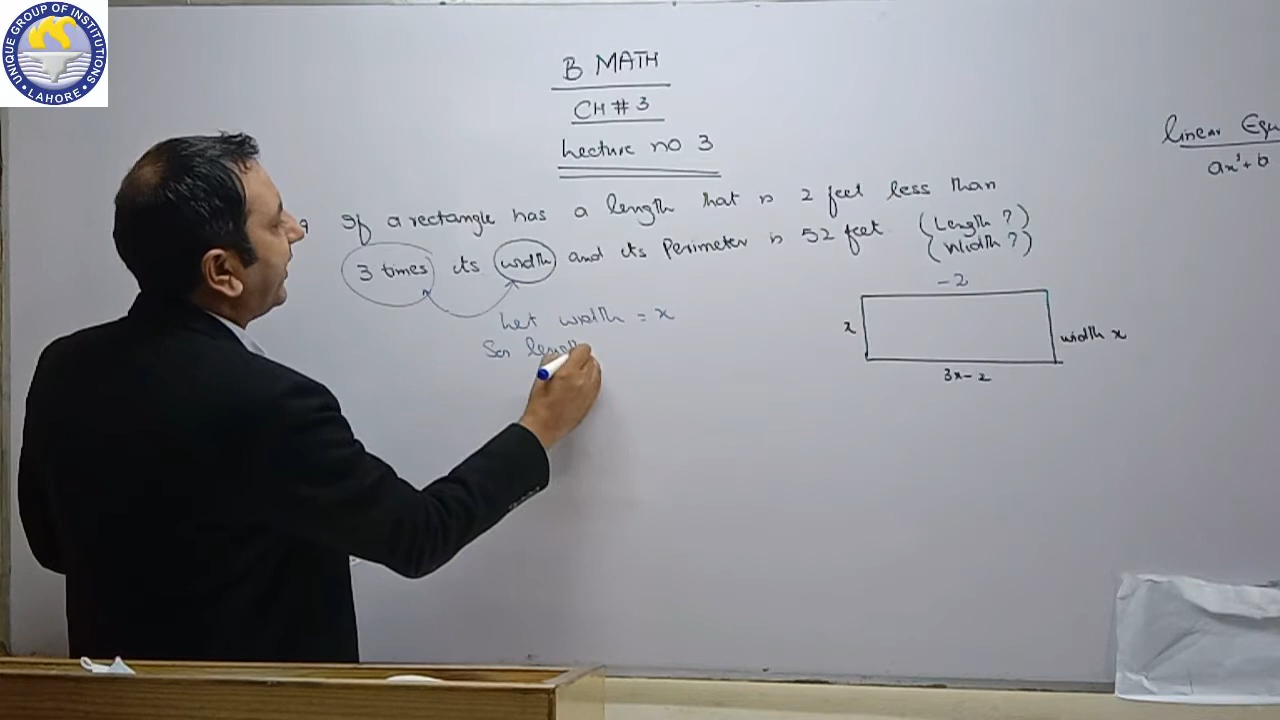 UNIQUE GROUP OF INSTITUTIONS
• LAHORE •
B MATH
CH # 3
Lecture no 3
If a rectangle has a length that is 2 feet less than
3 times its width and its Perimeter is 52 feet (Length ?)
(Width ?)
Let width = x
So length
-2
x
width x
3x-2
linear Equ
ax¹+b